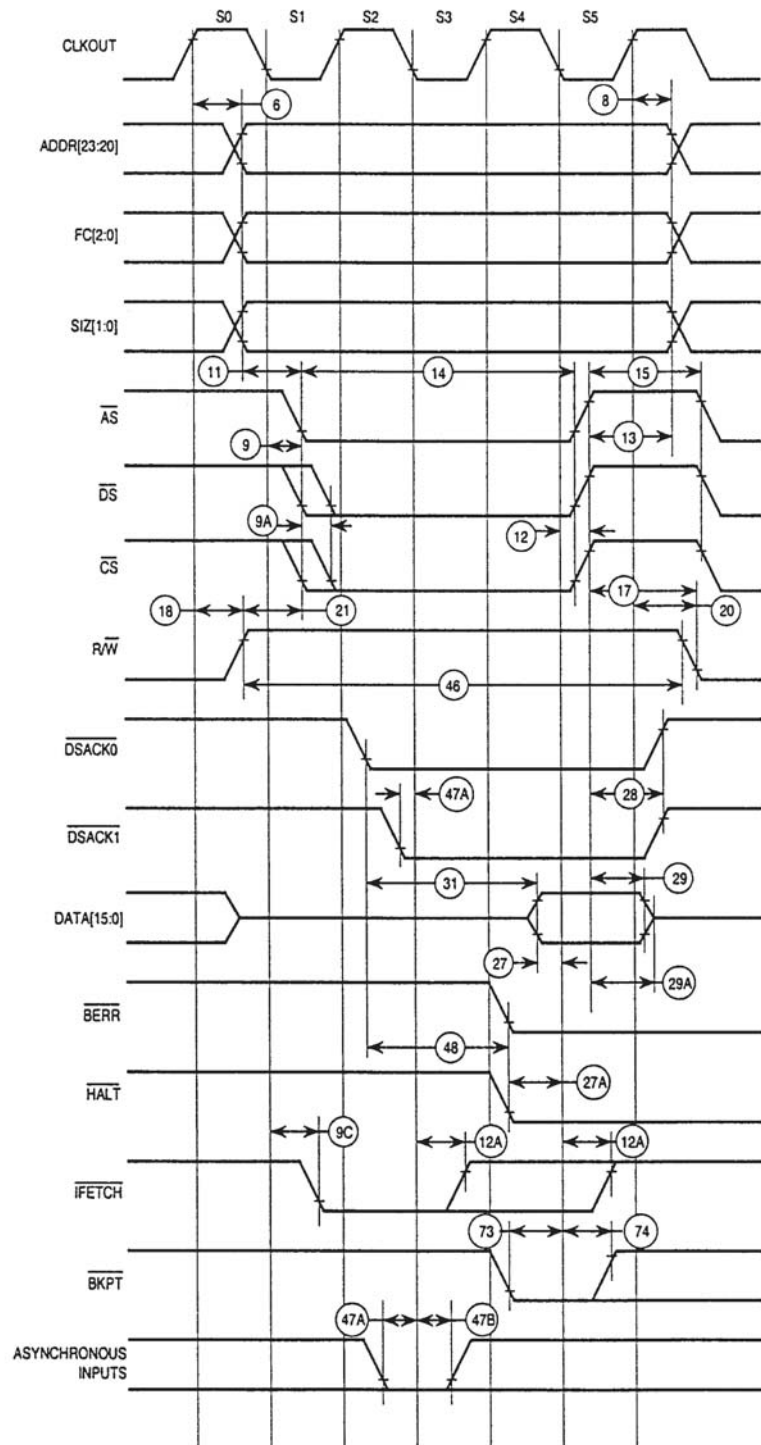 S0 S1 S2 S3 S4 S5
CLKOUT
6 8
ADDR[23:20]
FC[2:0]
SIZ[1:0]
11 14 15
AS
9 13
DS
9A 12
CS
17
18 21 20
R/W
46
DSACK0
47A 28
DSACK1
31 29
DATA[15:0]
27
29A
BERR
48
27A
HALT
9C
12A 12A
IFETCH
73 74
BKPT
47A 47B
ASYNCHRONOUS
INPUTS